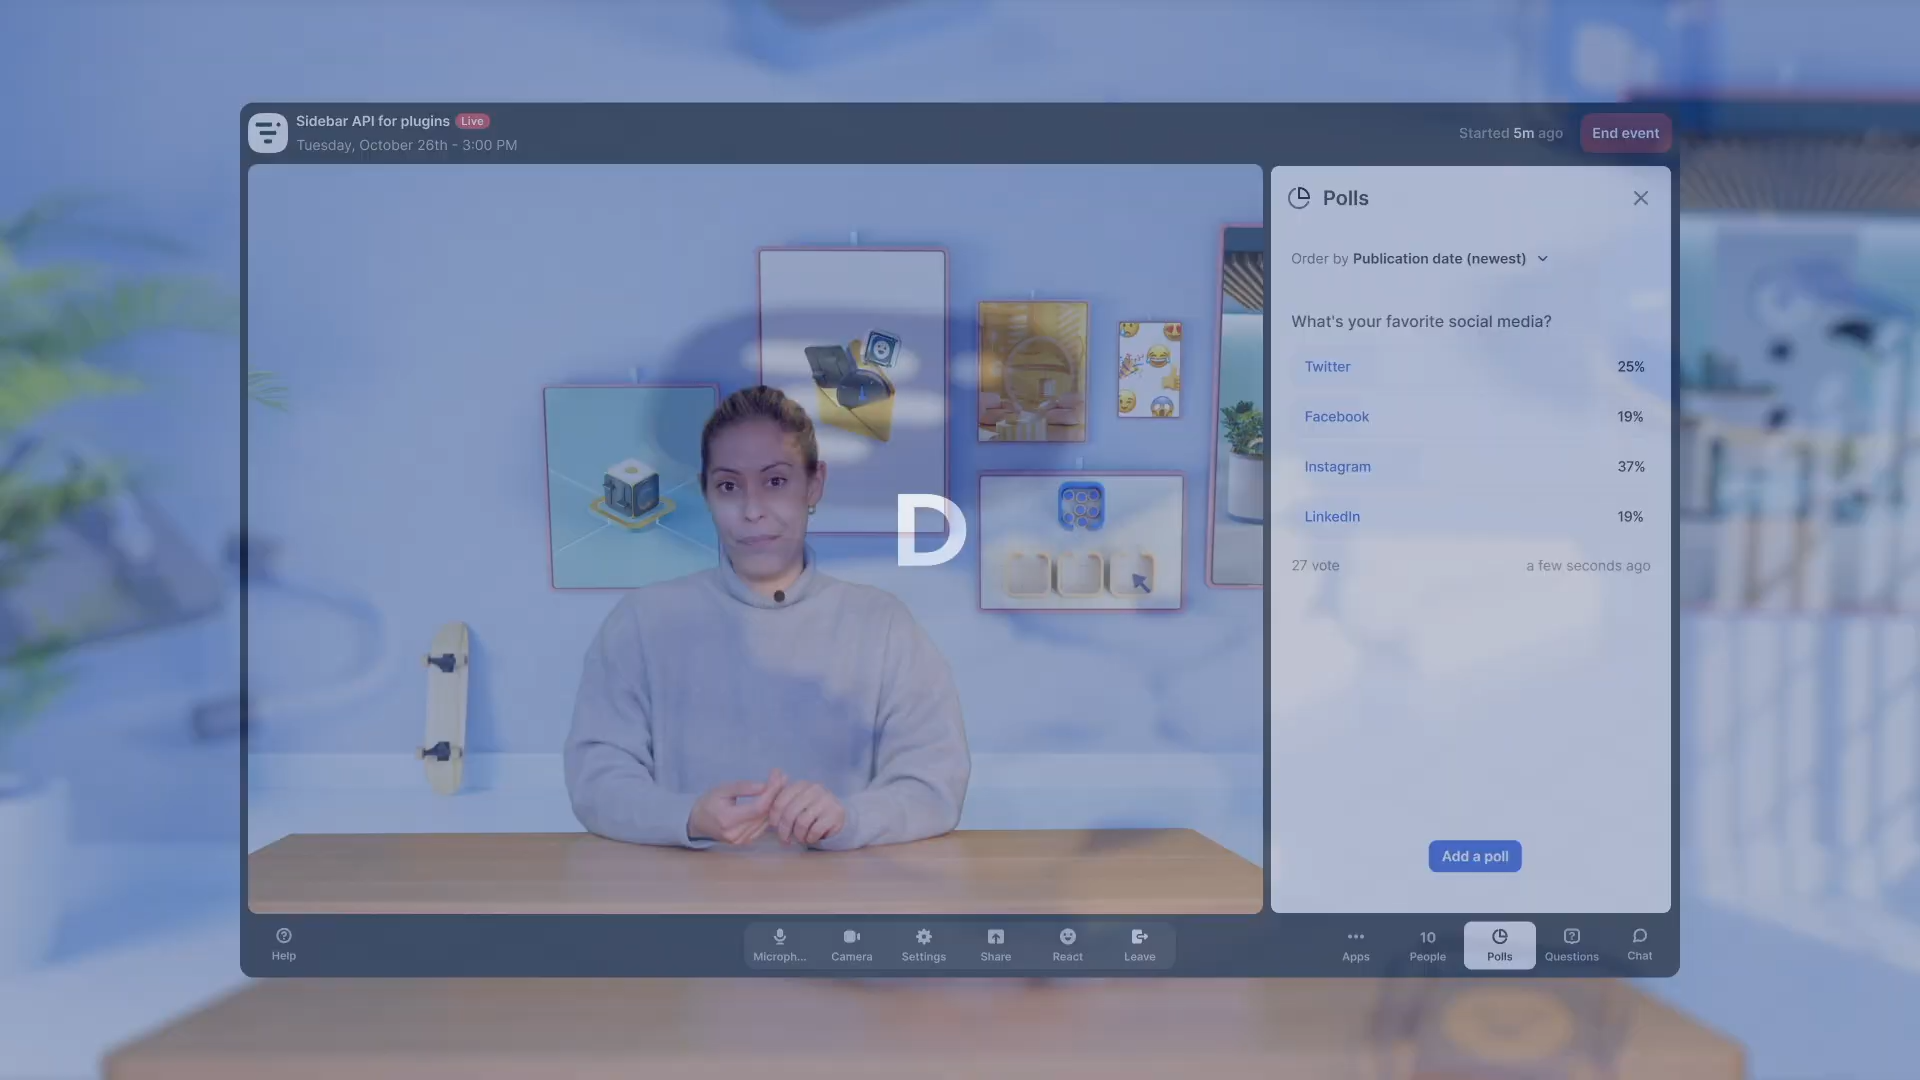 Sidebar API for plugins Live
Tuesday, October 26th - 3:00 PM
Started 5m ago
End event
Polls
Order by Publication date (newest)
What's your favorite social media?
Twitter 25%
Facebook 19%
Instagram 37%
LinkedIn 19%
27 vote a few seconds ago
D
Add a poll
Help
Microph...
Camera
Settings
Share
React
Leave
Apps
10
People
Polls
Questions
Chat